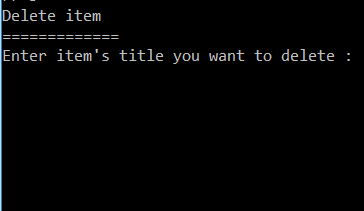 Delete item
=============
Enter item's title you want to delete :